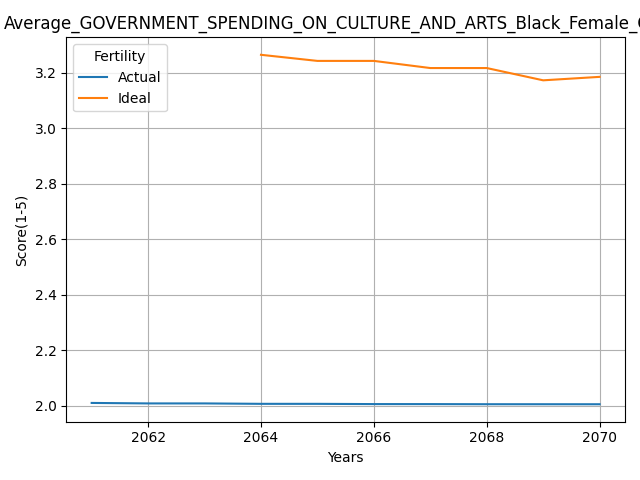 Average_GOVERNMENT_SPENDING_ON_CULTURE_AND_ARTS_Black_Female_
Fertility
Actual
Ideal
3.2
3.0
2.8
2.6
2.4
2.2
2.0
Score(1-5)
2062 2064 2066 2068 2070
Years